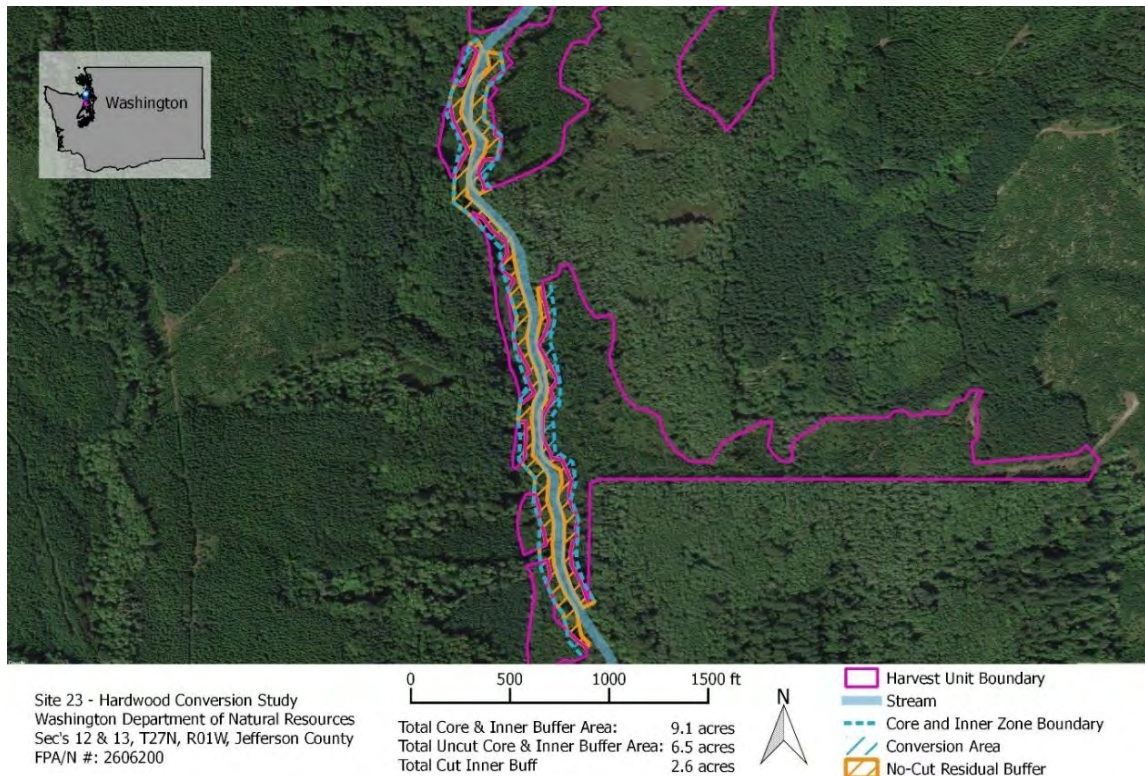 Washington
Site 23 - Hardwood Conversion Study
Washington Department of Natural Resources
Sec's 12 & 13, T27N, R01W, Jefferson County
FPA/N #: 2606200
0 500 1000 1500 ft
Total Core & Inner Buffer Area: 9.1 acres
Total Uncut Core & Inner Buffer Area: 6.5 acres
Total Cut Inner Buff 2.6 acres
N
Harvest Unit Boundary
Stream
Core and Inner Zone Boundary
Conversion Area
No-Cut Residual Buffer